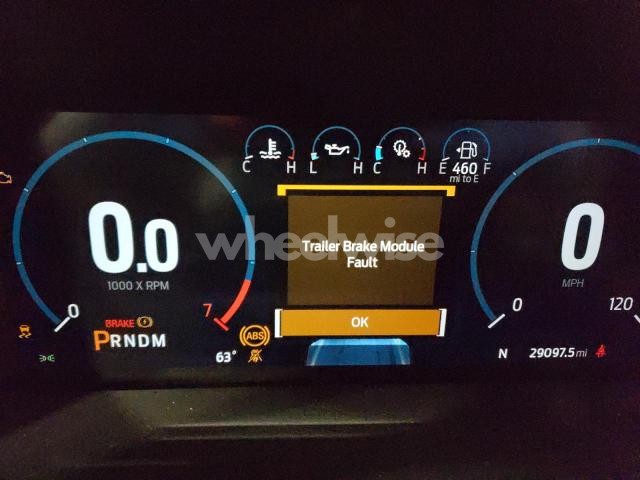 C H L H C H E 460 F
mi to E
0.0
1000 X RPM
0 7
wheelwise
Trailer Brake Module
Fault
OK
0
MPH
0 120
BRAKE
PRNDM
ABS
63°
N 29097.5 mi